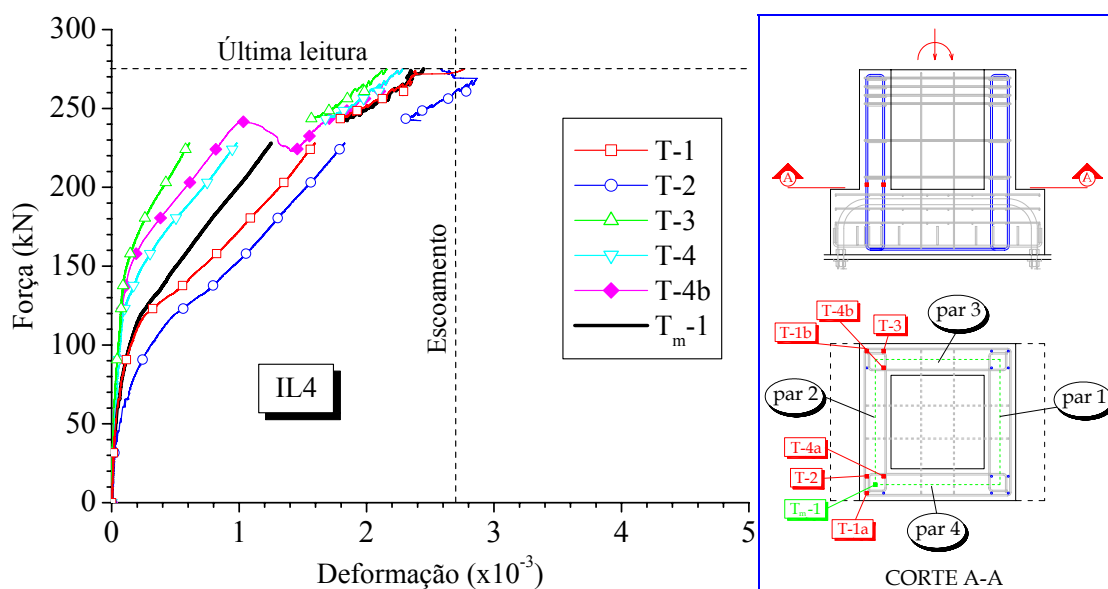 300
250
200
150
100
50
0
Força (kN)
Última leitura
Escoamento
IL4
T-1
T-2
T-3
T-4
T-4b
Tm-1
0
1
2
3
4
5
Deformação (x10-3)
A
A
T-4b
T-1b
T-3
par 3
par 2
par 1
T-4a
T-2
Tm-1
T-1a
par 4
CORTE A-A